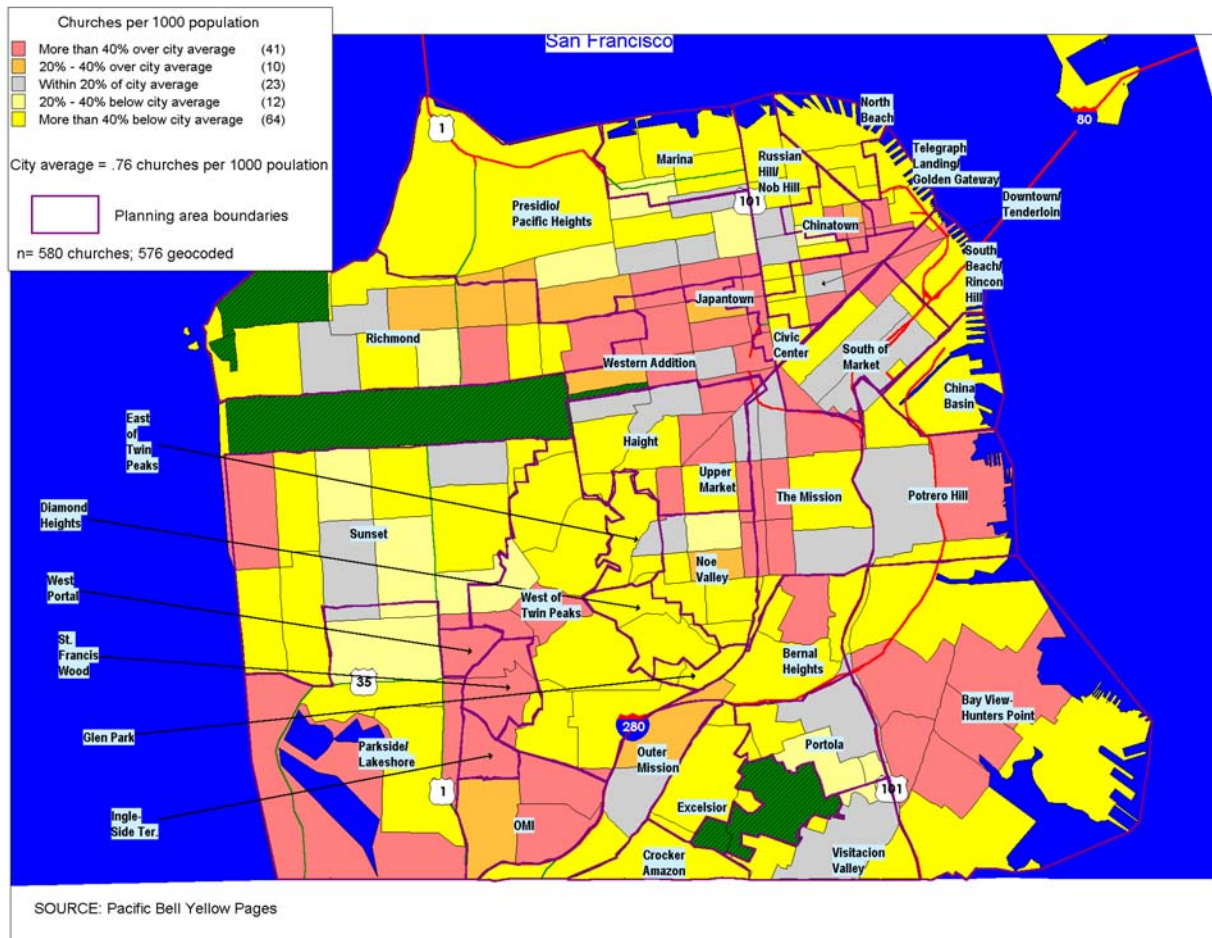 San Francisco
Churches per 1000 population
More than 40% over city average (41)
20% - 40% over city average (10)
Within 20% of city average (23)
20% - 40% below city average (12)
More than 40% below city average (64)
City average = .76 churches per 1000 poulation
Planning area boundaries
n= 580 churches; 576 geocoded
1
80
North
Beach
Marina
Russian
Hill/
Nob Hill
Telegraph
Landing/
Golden Gateway
Downtown/
Tenderloin
Presidio/
Pacific Heights
101
Chinatown
South
Beach/
Rincon
Hill
Japantown
Richmond
Civic
Center
South of
Market
Western Addition
China
Basin
East
of
Twin
Peaks
Haight
Upper
Market
The Mission
Potrero Hill
Diamond
Heights
Sunset
Noe
Valley
West
Portal
West of
Twin Peaks
St.
Francis
Wood
Bernal
Heights
35
Bay View-
Hunters Point
Glen Park
280
Parkside/
Lakeshore
Outer
Mission
Portola
1
101
Excelsior
Ingle-
Side Ter.
OMI
Crocker
Amazon
Visitacion
Valley
SOURCE: Pacific Bell Yellow Pages